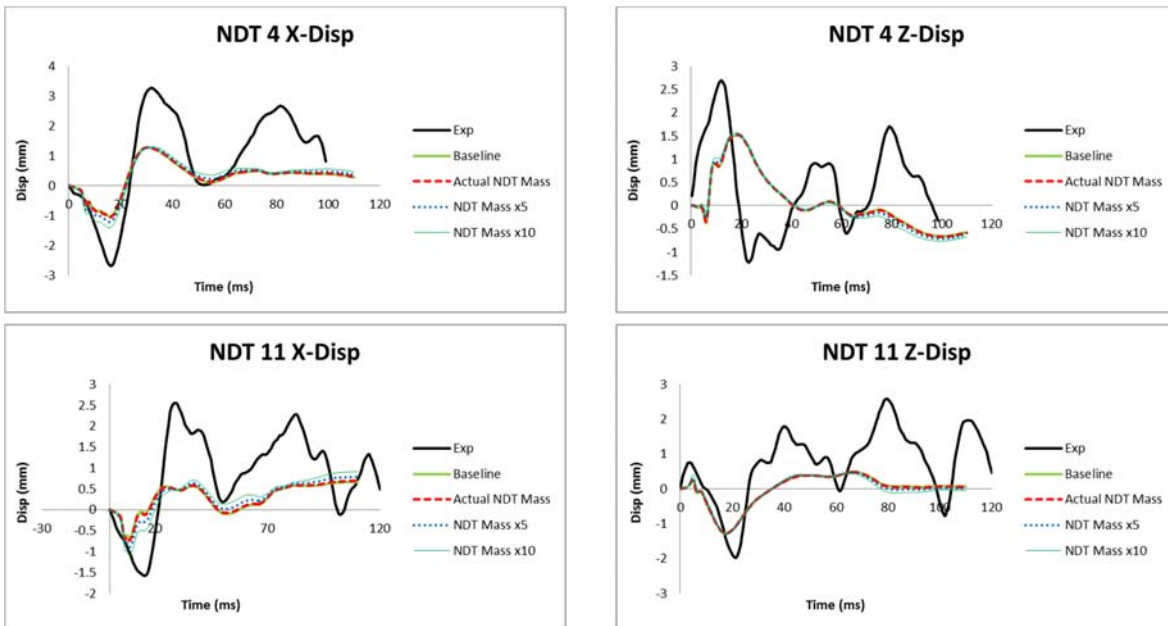 NDT 4 X-Disp
Disp (mm)
4
3
2
1
0
-1
-2
-3
0
20
40
60
80
100
120
Time (ms)
Exp
Baseline
Actual NDT Mass
NDT Mass x5
NDT Mass x10
NDT 4 Z-Disp
Disp (mm)
3
2.5
2
1.5
1
0.5
0
-0.5
-1
-1.5
0
20
40
60
80
100
120
Time (ms)
Exp
Baseline
Actual NDT Mass
NDT Mass x5
NDT Mass x10
NDT 11 X-Disp
Disp (mm)
3
2.5
2
1.5
1
0.5
0
-0.5
-1
-1.5
-2
-30
20
70
120
Time (ms)
Exp
Baseline
Actual NDT Mass
NDT Mass x5
NDT Mass x10
NDT 11 Z-Disp
Disp (mm)
3
2
1
0
-1
-2
-3
0
20
40
60
80
100
120
Time (ms)
Exp
Baseline
Actual NDT Mass
NDT Mass x5
NDT Mass x10